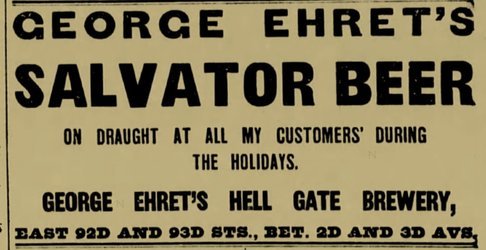 GEORGE EHRET'S
SALVATOR BEER
ON DRAUGHT AT ALL MY CUSTOMERS' DURING
THE HOLIDAYS.
GEORGE EHRET'S HELL GATE BREWERY,
EAST 92D AND 93D STS., BET. 2D AND 3D AVS,